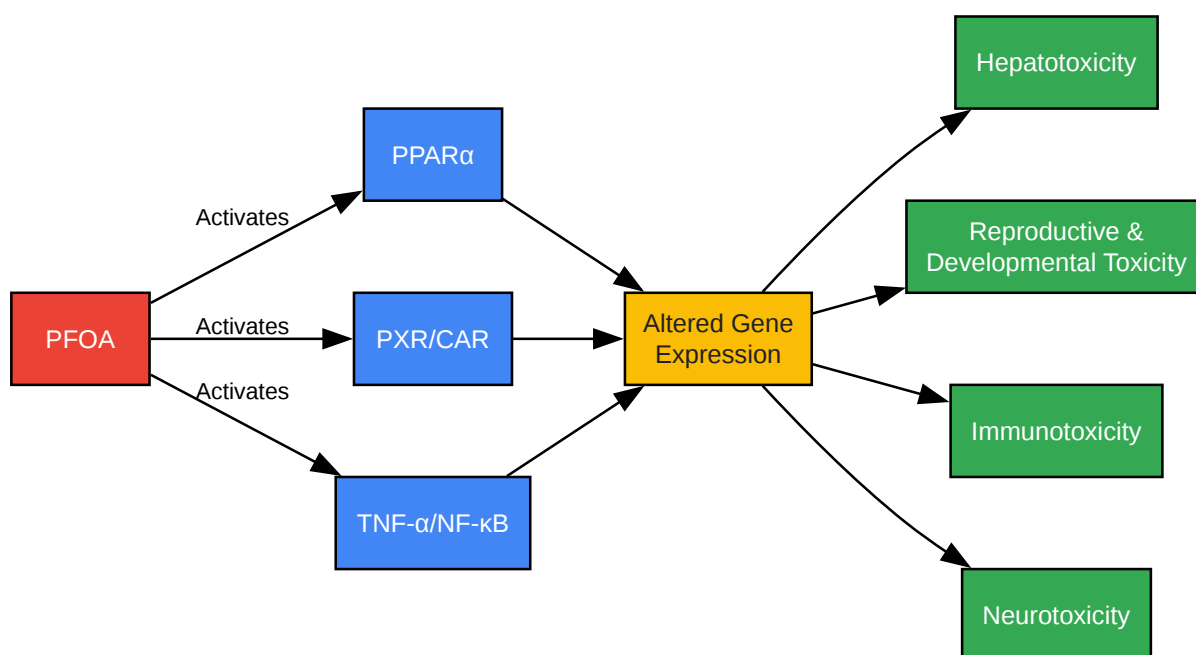 PFOA
Activates
Activates
Activates
PPARα
PXR/CAR
TNF-α/NF-κB
Altered Gene
Expression
Hepatotoxicity
Reproductive &
Developmental Toxicity
Immunotoxicity
Neurotoxicity